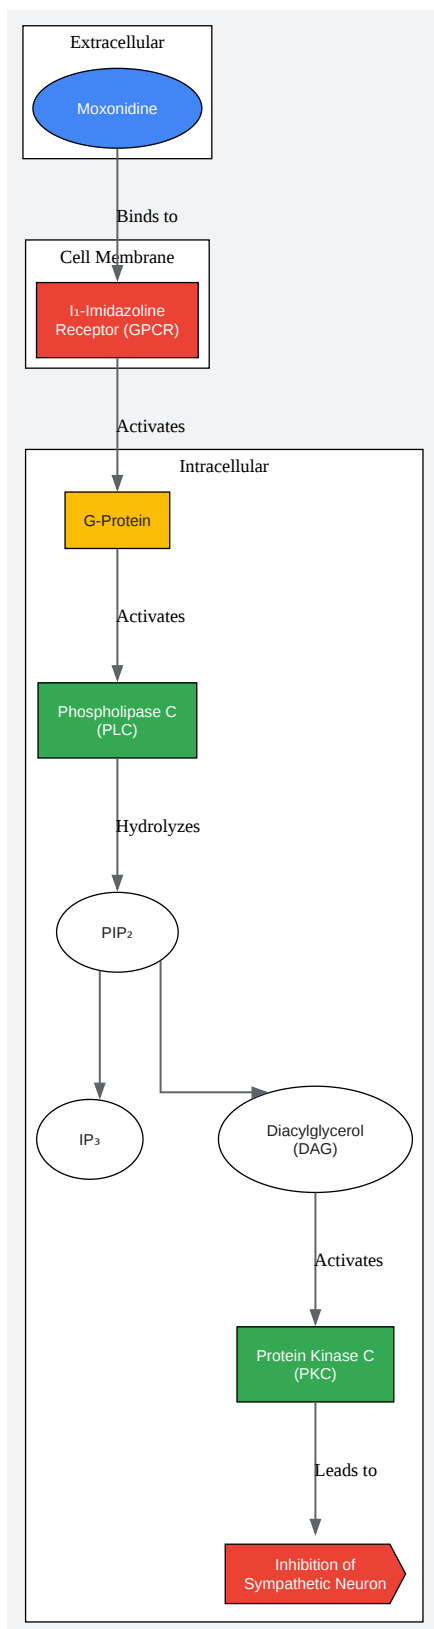 Extracellular
Moxonidine
Binds to
Cell Membrane
I₁-Imidazoline
Receptor (GPCR)
Activates
Intracellular
G-Protein
Activates
Phospholipase C
(PLC)
Hydrolyzes
PIP₂
IP₃
Diacylglycerol
(DAG)
Activates
Protein Kinase C
(PKC)
Leads to
Inhibition of
Sympathetic Neuron